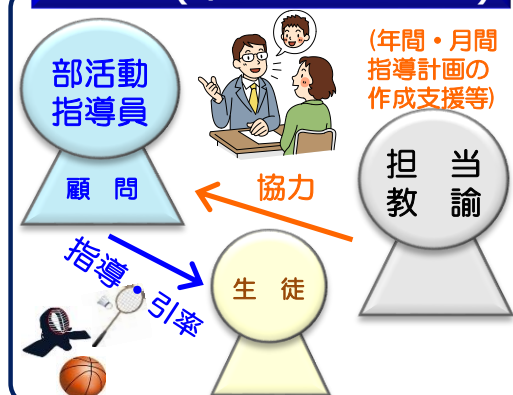 部活動
指導員
顧 問
(年間・月間
指導計画の
作成支援等)
担 当
教 諭
協力
指導・引率
生 徒